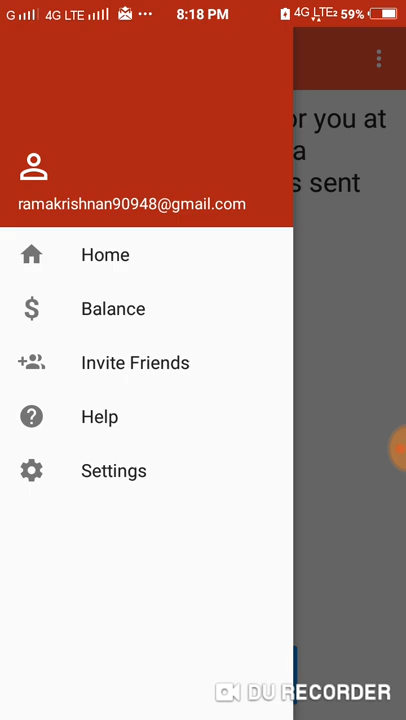 G 4G LTE 8:18 PM 4G LTE2 59%
or you at
a
s sent
ramakrishnan90948@gmail.com
Home
Balance
Invite Friends
Help
Settings
DU RECORDER